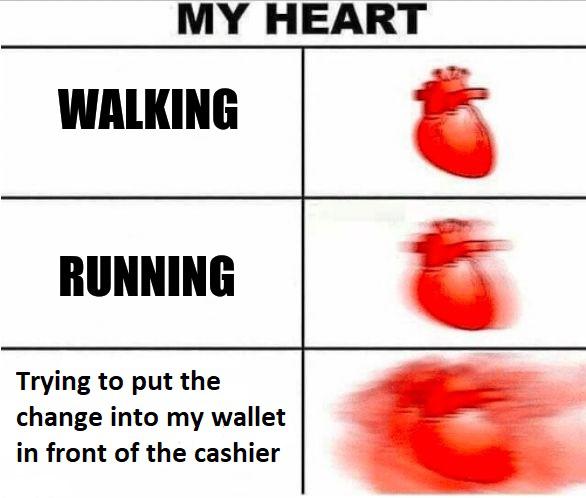 MY HEART
WALKING
RUNNING
Trying to put the
change into my wallet
in front of the cashier